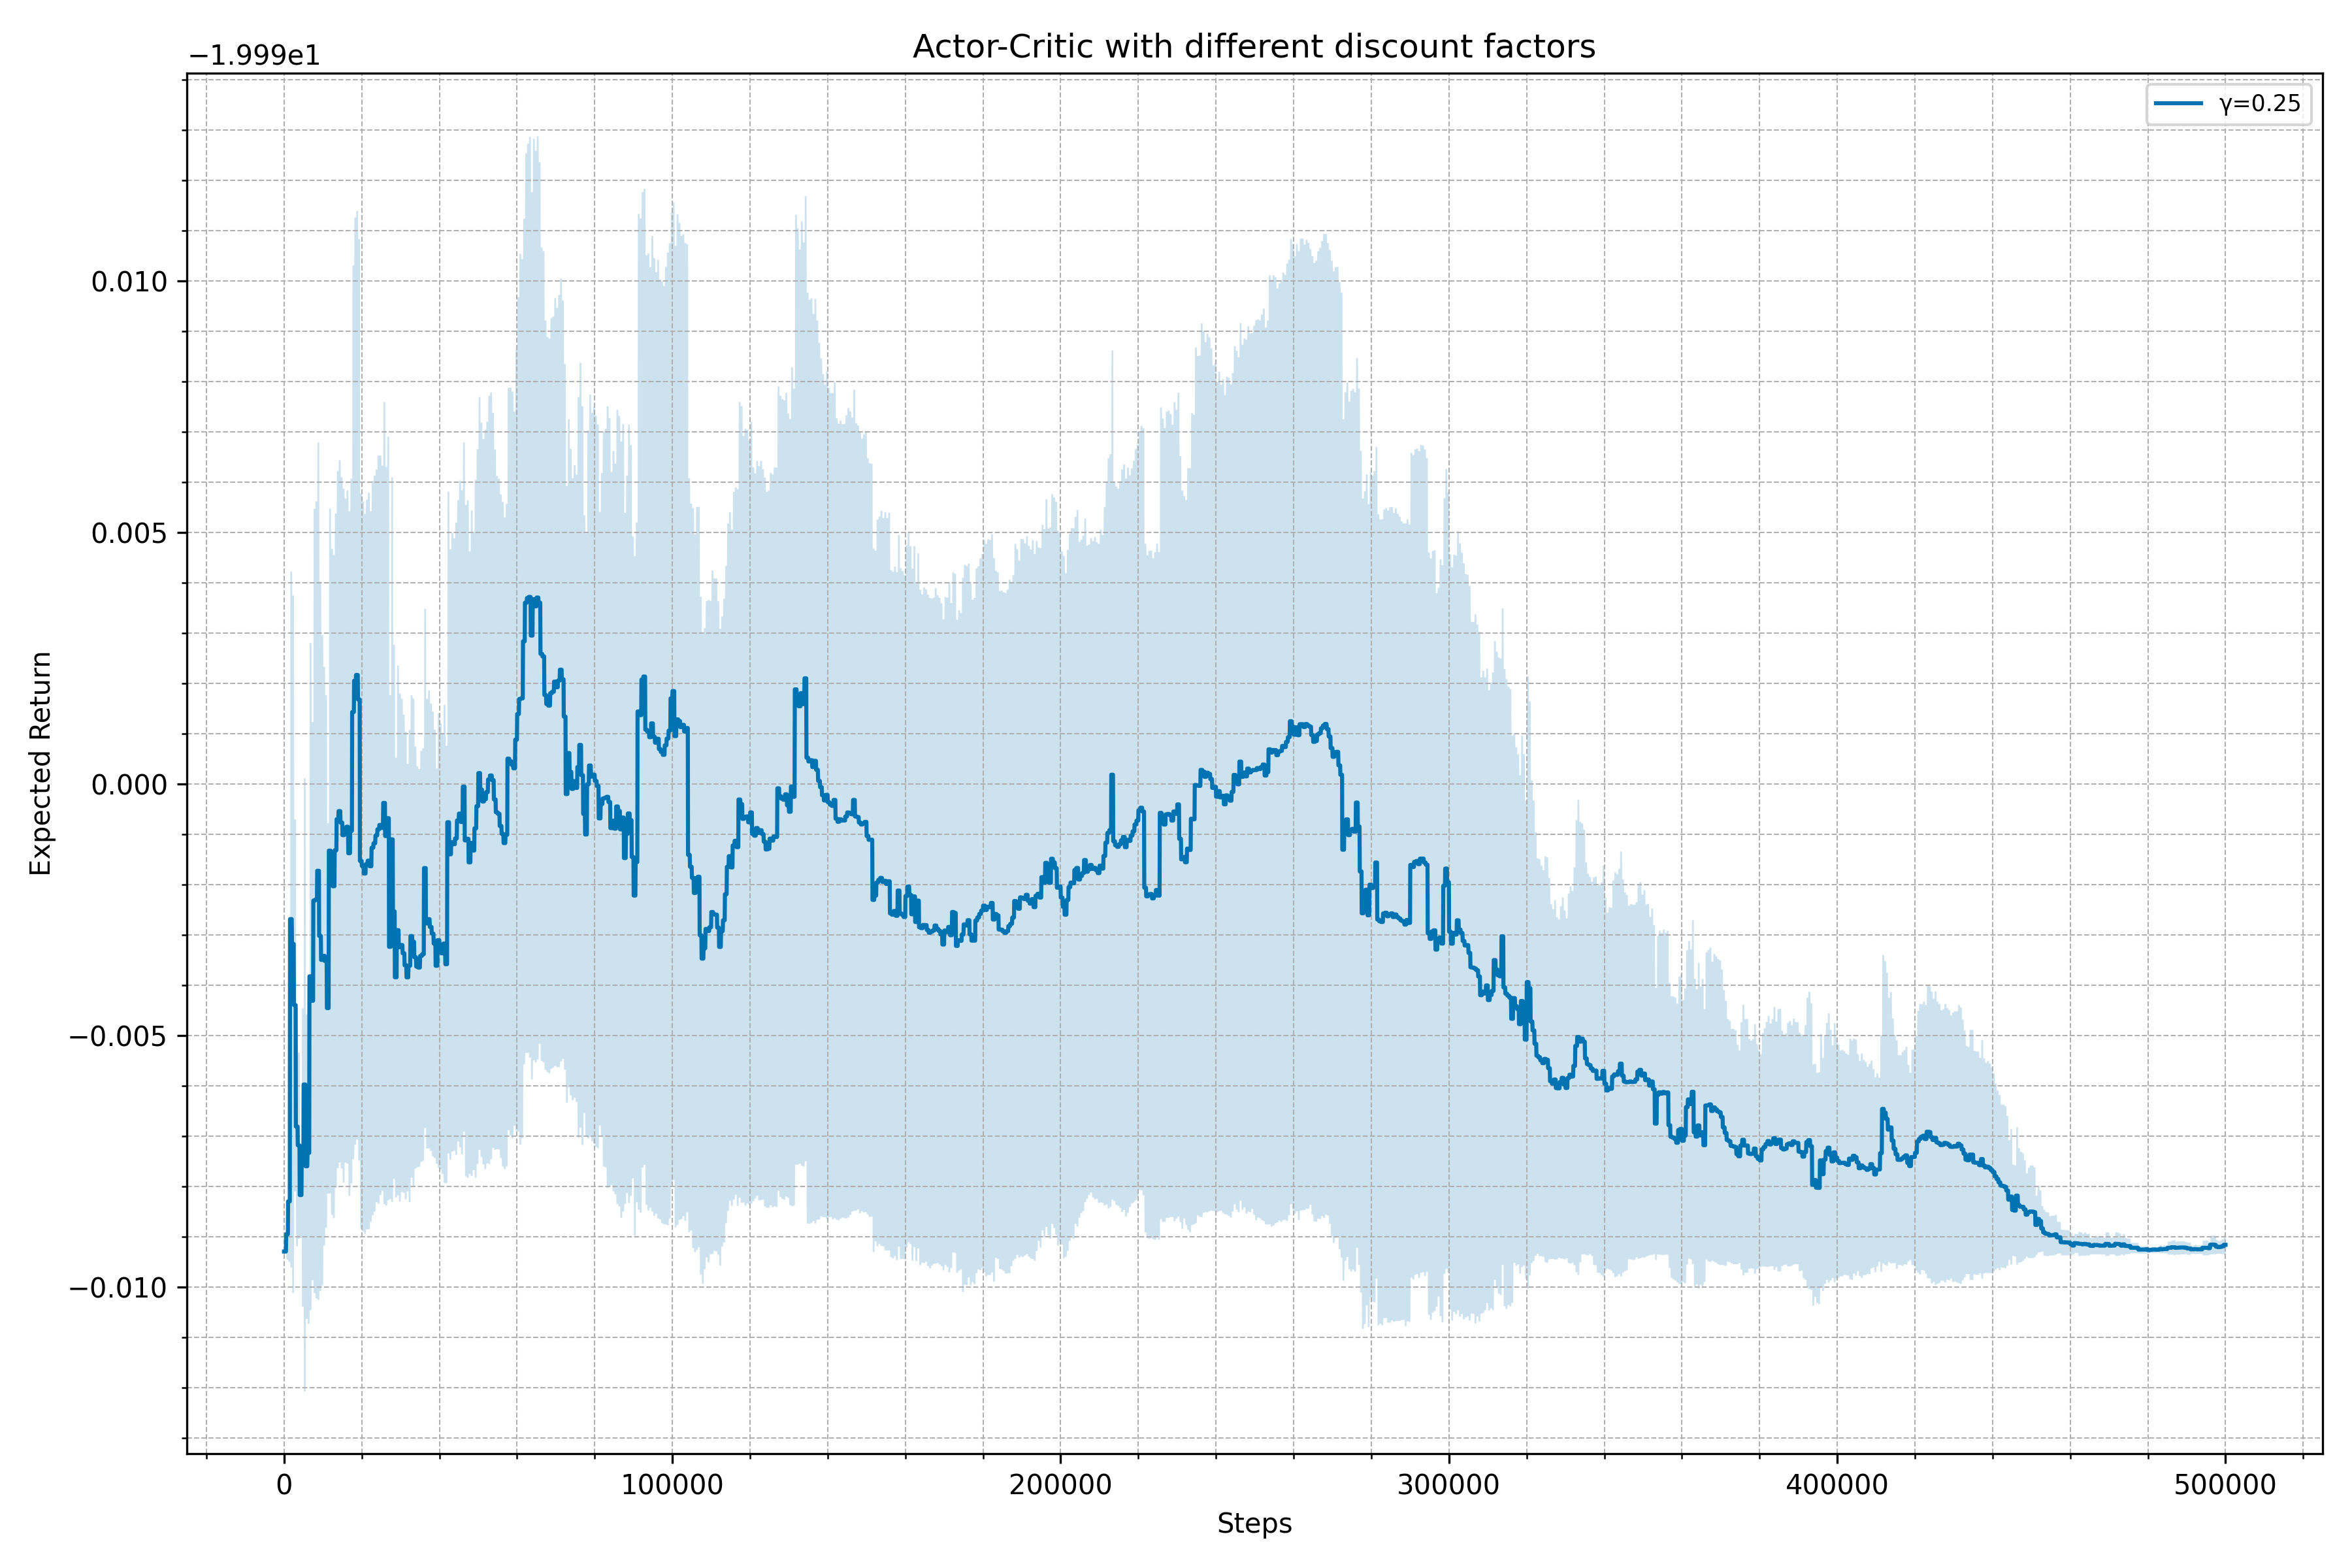 Actor-Critic with different discount factors
−1.999e1
γ=0.25
0.010
0.005
0.000
−0.005
−0.010
Expected Return
0 100000 200000 300000 400000 500000
Steps